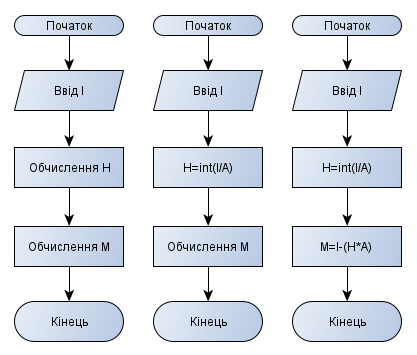 Початок
Ввід I
Обчислення H
Обчислення M
Кінець
Початок
Ввід I
H=int(I/A)
Обчислення M
Кінець
Початок
Ввід I
H=int(I/A)
M=I-(H*A)
Кінець